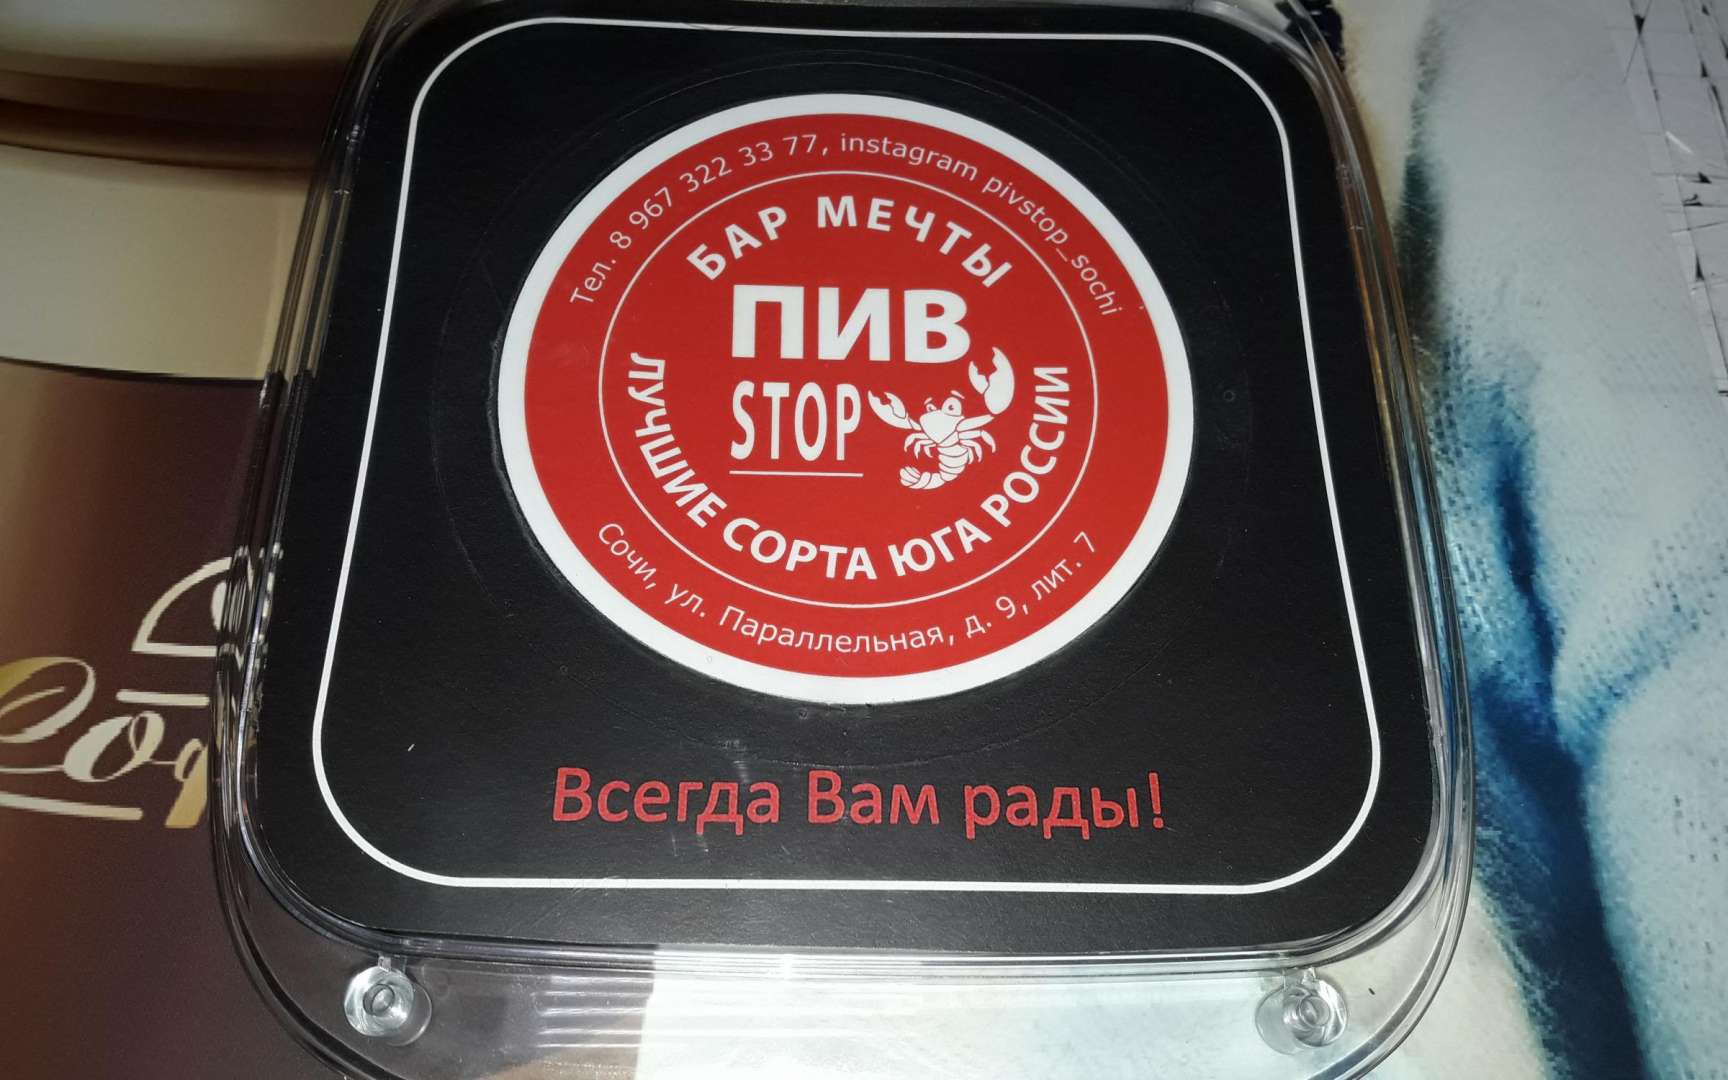 Тел. 8 967 322 33 77, instagram pivstop_sochi
БАР МЕЧТЫ
ПИВ
STOP
ЛУЧШИЕ СОРТА ЮГА РОССИИ
Сочи, ул. Параллельная, д. 9, лит. 7
Всегда Вам рады!